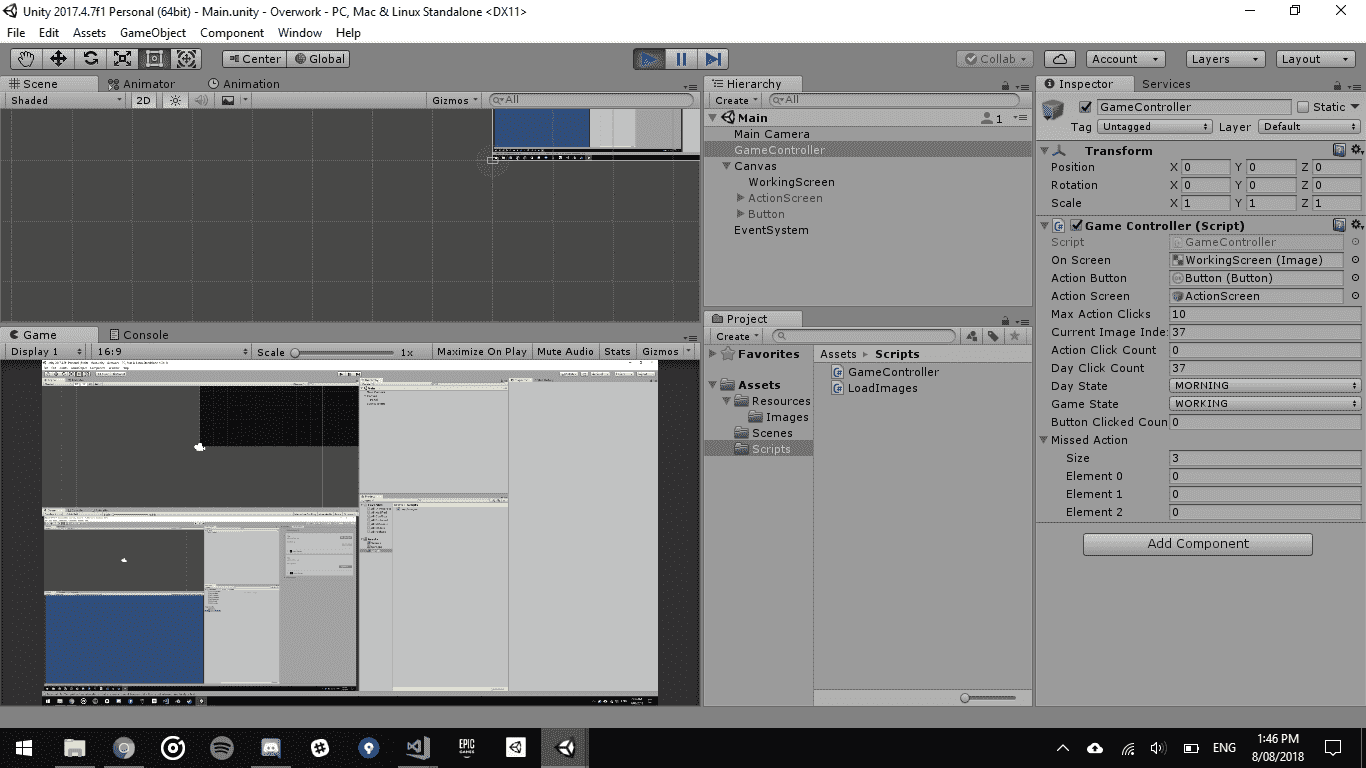 Unity 2017.4.7f1 Personal (64bit) - Main.unity - Overwork - PC, Mac & Linux Standalone <DX11>
File Edit Assets GameObject Component Window Help
Center Global Collab Account Layers Layout
Scene Animator Animation
Shaded 2D Gizmos All
Hierarchy
Create All
Main 1
Main Camera
GameController
Canvas
WorkingScreen
ActionScreen
Button
EventSystem
Game Console
Display 1 16:9 Scale 1x Maximize On Play Mute Audio Stats Gizmos
Project
Create
Favorites
Assets
Resources
Images
Scenes
Scripts
Assets Scripts
GameController
LoadImages
Inspector Services
GameController Static
Tag Untagged Layer Default
Transform
Position X 0 Y 0 Z 0
Rotation X 0 Y 0 Z 0
Scale X 1 Y 1 Z 1
Game Controller (Script)
Script GameController
On Screen WorkingScreen (Image)
Action Button Button (Button)
Action Screen ActionScreen
Max Action Clicks 10
Current Image Inde: 37
Action Click Count 0
Day Click Count 37
Day State MORNING
Game State WORKING
Button Clicked Coun 0
Missed Action
Size 3
Element 0 0
Element 1 0
Element 2 0
Add Component
EPIC GAMES
ENG
1:46 PM
8/08/2018